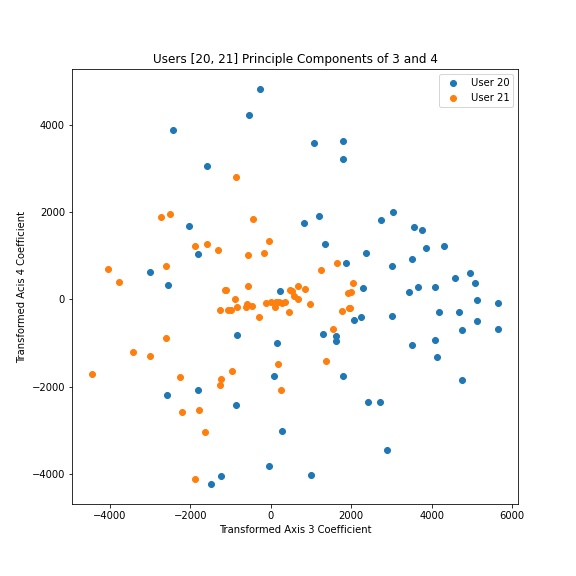 Users [20, 21] Principle Components of 3 and 4
User 20
User 21
4000
2000
0
−2000
−4000
Transformed Acis 4 Coefficient
−4000
−2000
0
2000
4000
6000
Transformed Axis 3 Coefficient